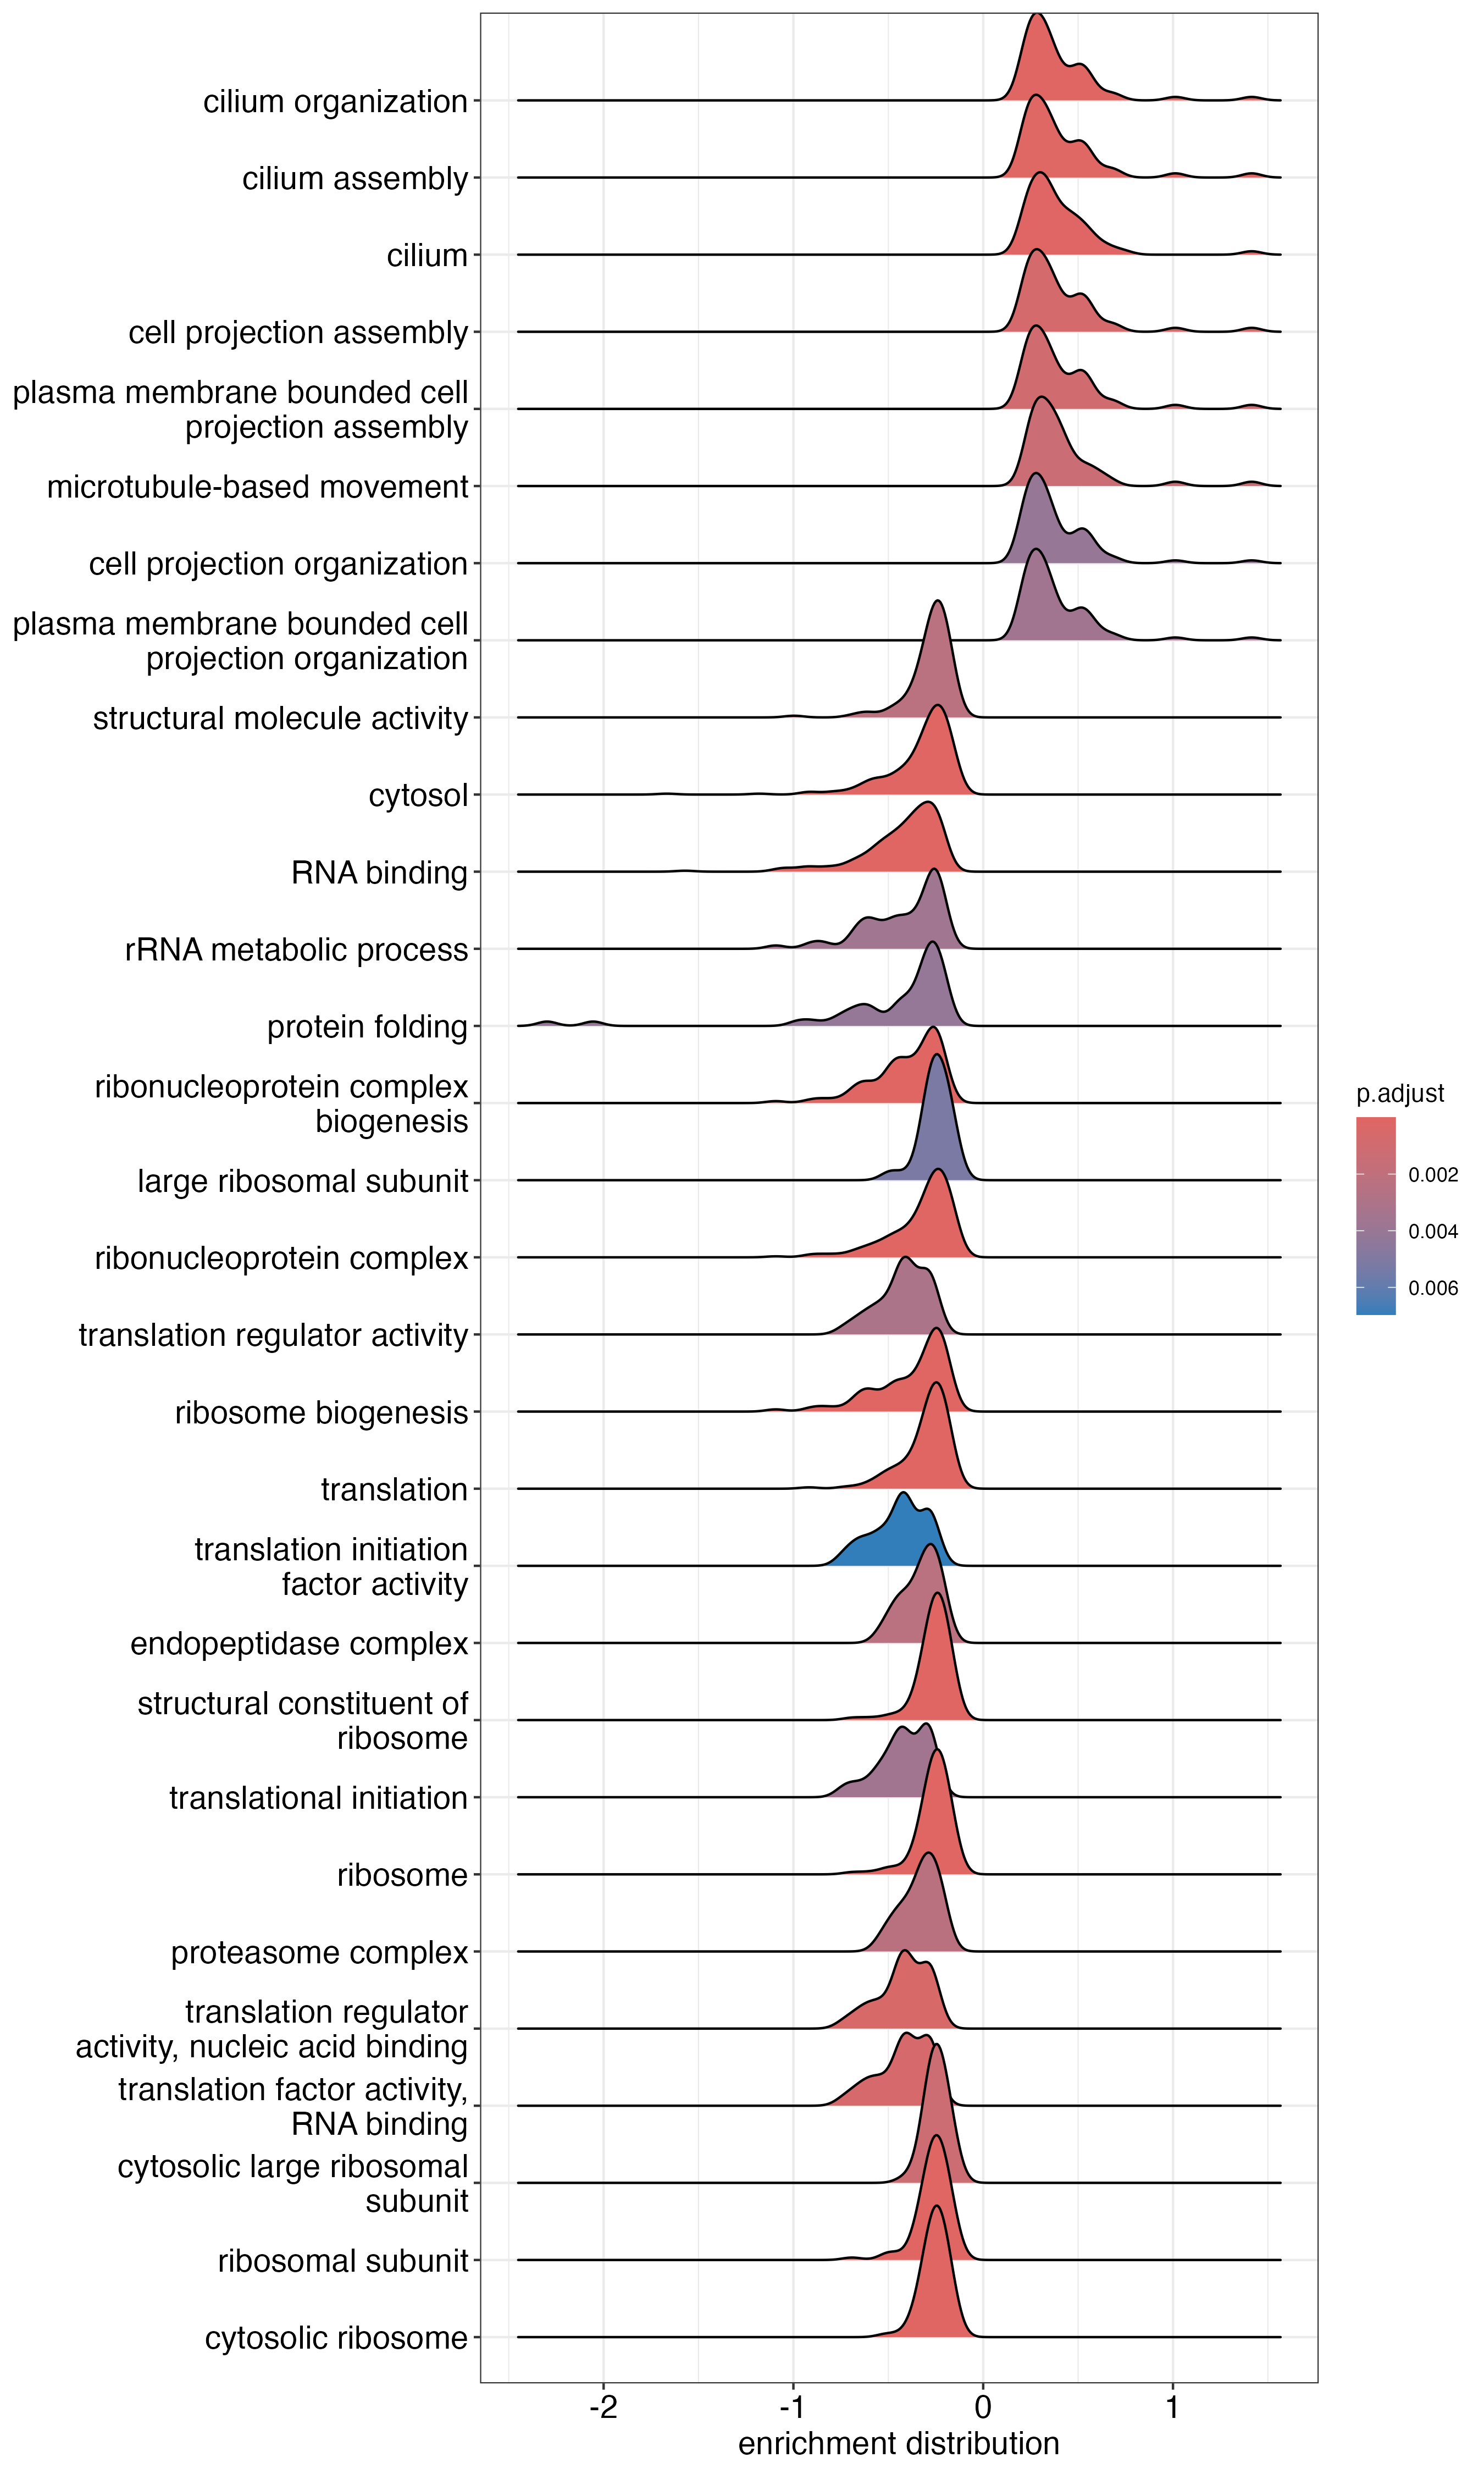 cilium organization
cilium assembly
cilium
cell projection assembly
plasma membrane bounded cell
projection assembly
microtubule-based movement
cell projection organization
plasma membrane bounded cell
projection organization
structural molecule activity
cytosol
RNA binding
rRNA metabolic process
protein folding
ribonucleoprotein complex
biogenesis
large ribosomal subunit
ribonucleoprotein complex
translation regulator activity
ribosome biogenesis
translation
translation initiation
factor activity
endopeptidase complex
structural constituent of
ribosome
translational initiation
ribosome
proteasome complex
translation regulator
activity, nucleic acid binding
translation factor activity,
RNA binding
cytosolic large ribosomal
subunit
ribosomal subunit
cytosolic ribosome
-2 -1 0 1
enrichment distribution
p.adjust
0.002
0.004
0.006